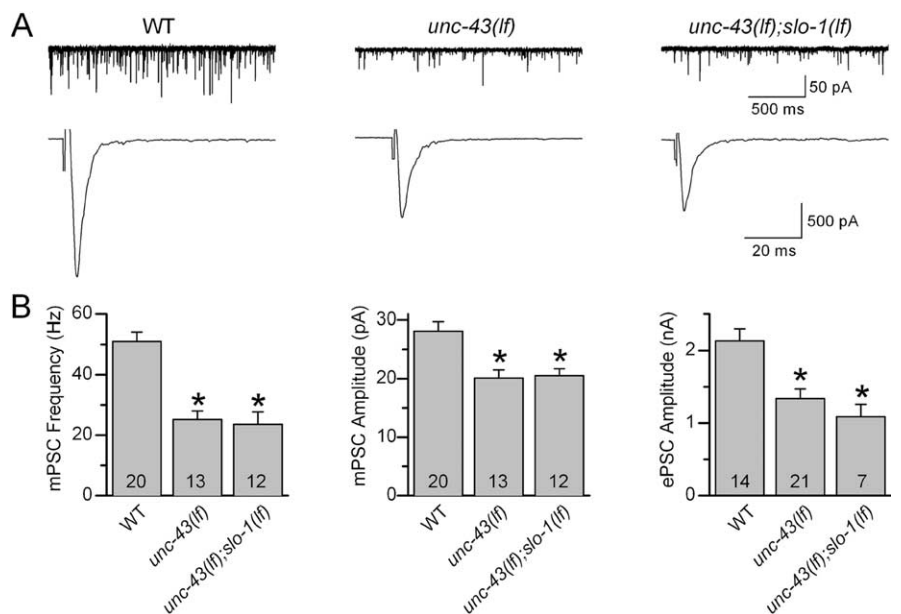 A
WT
unc-43(lf)
unc-43(lf);slo-1(lf)
50 pA
500 ms
500 pA
20 ms
B
mPSC Frequency (Hz)
60
40
20
0
*
*
20
13
12
WT
unc-43(lf)
unc-43(lf);slo-1(lf)
mPSC Amplitude (pA)
30
20
10
0
*
*
20
13
12
WT
unc-43(lf)
unc-43(lf);slo-1(lf)
ePSC Amplitude (nA)
2
1
0
*
*
14
21
7
WT
unc-43(lf)
unc-43(lf);slo-1(lf)